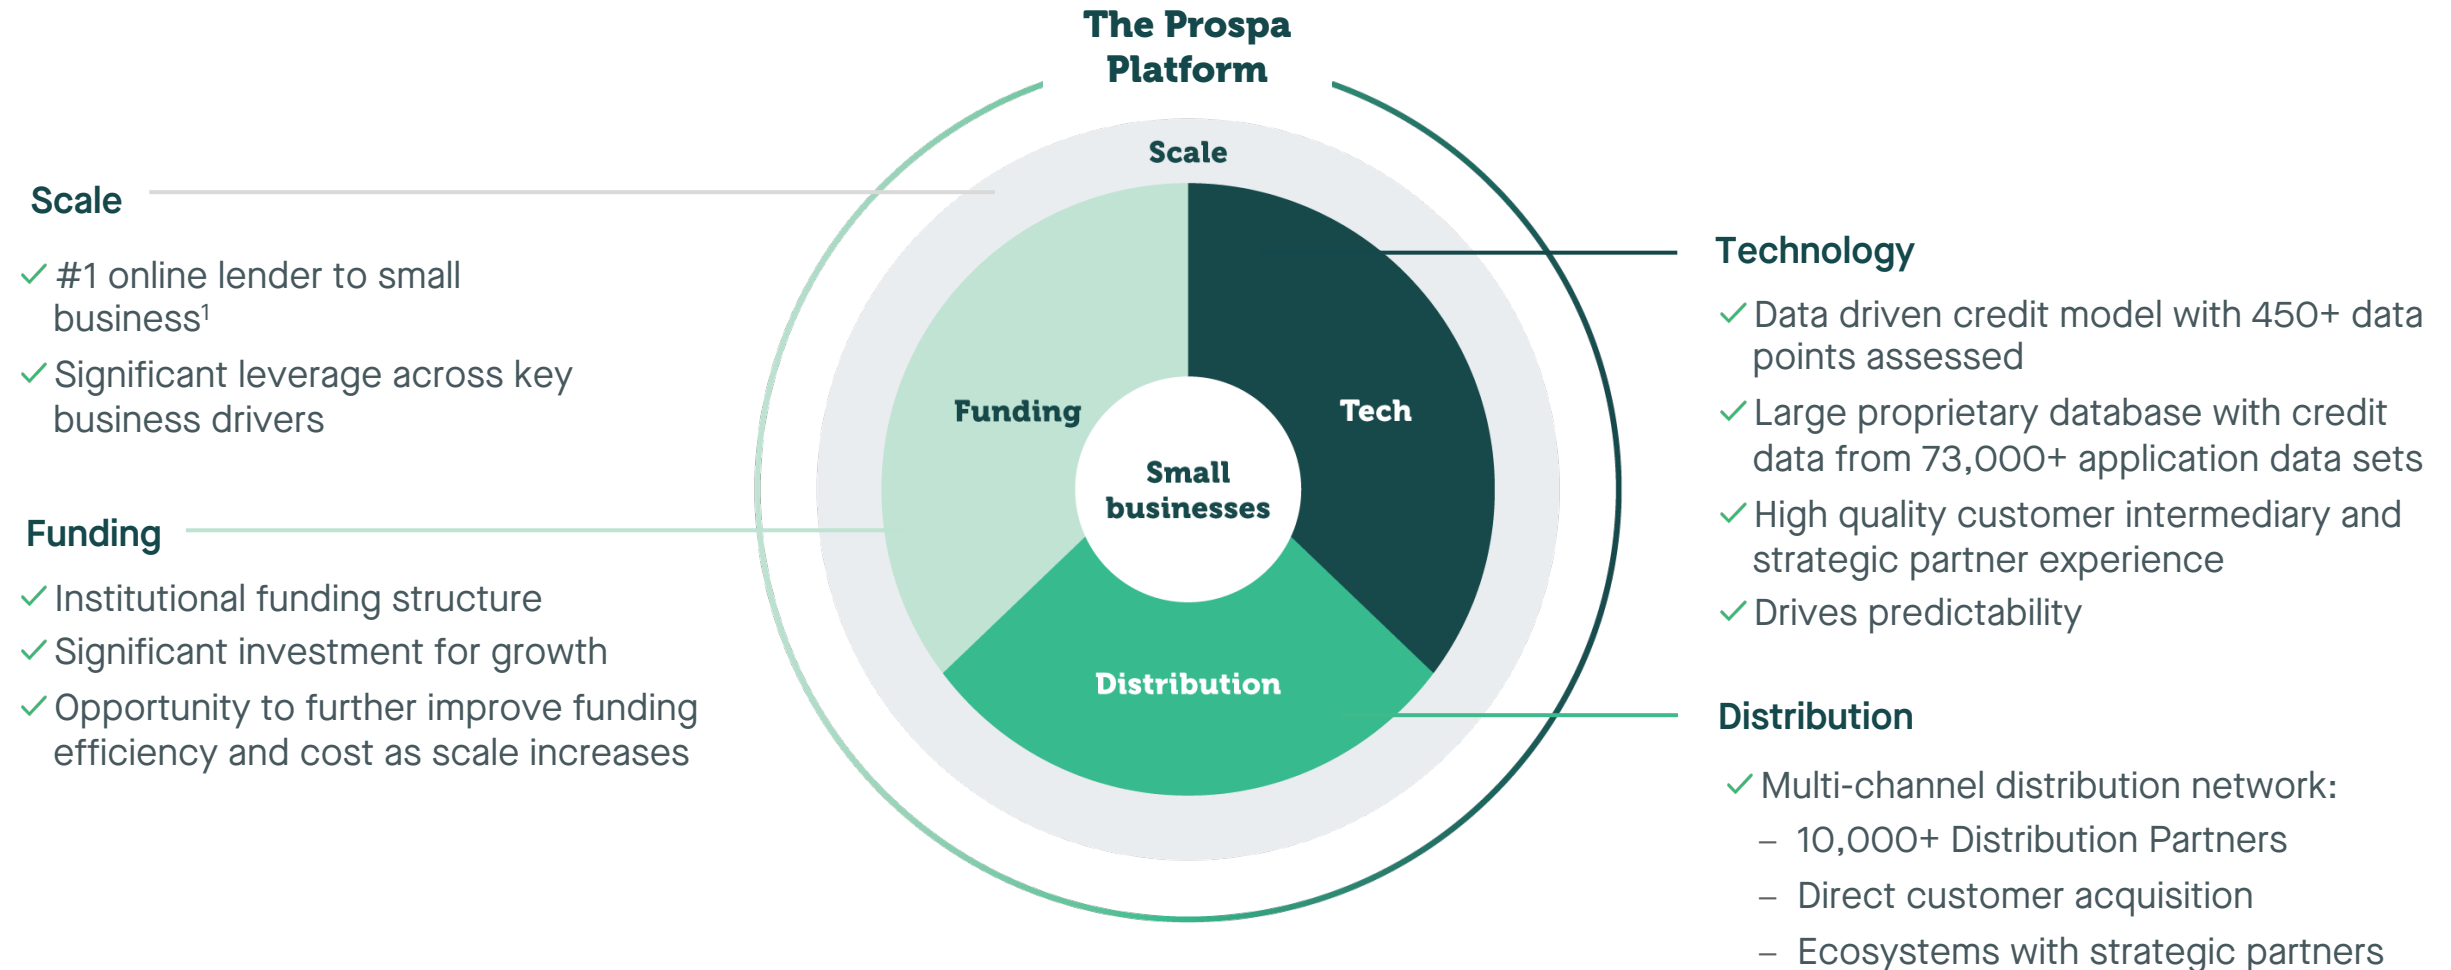 The Prospa
Platform
Scale
Funding
Tech
Small
businesses
Distribution
Scale
✓ #1 online lender to small
business¹
✓ Significant leverage across key
business drivers
Funding
✓ Institutional funding structure
✓ Significant investment for growth
✓ Opportunity to further improve funding
efficiency and cost as scale increases
Technology
✓ Data driven credit model with 450+ data
points assessed
✓ Large proprietary database with credit
data from 73,000+ application data sets
✓ High quality customer intermediary and
strategic partner experience
✓ Drives predictability
Distribution
✓ Multi-channel distribution network:
– 10,000+ Distribution Partners
– Direct customer acquisition
– Ecosystems with strategic partners